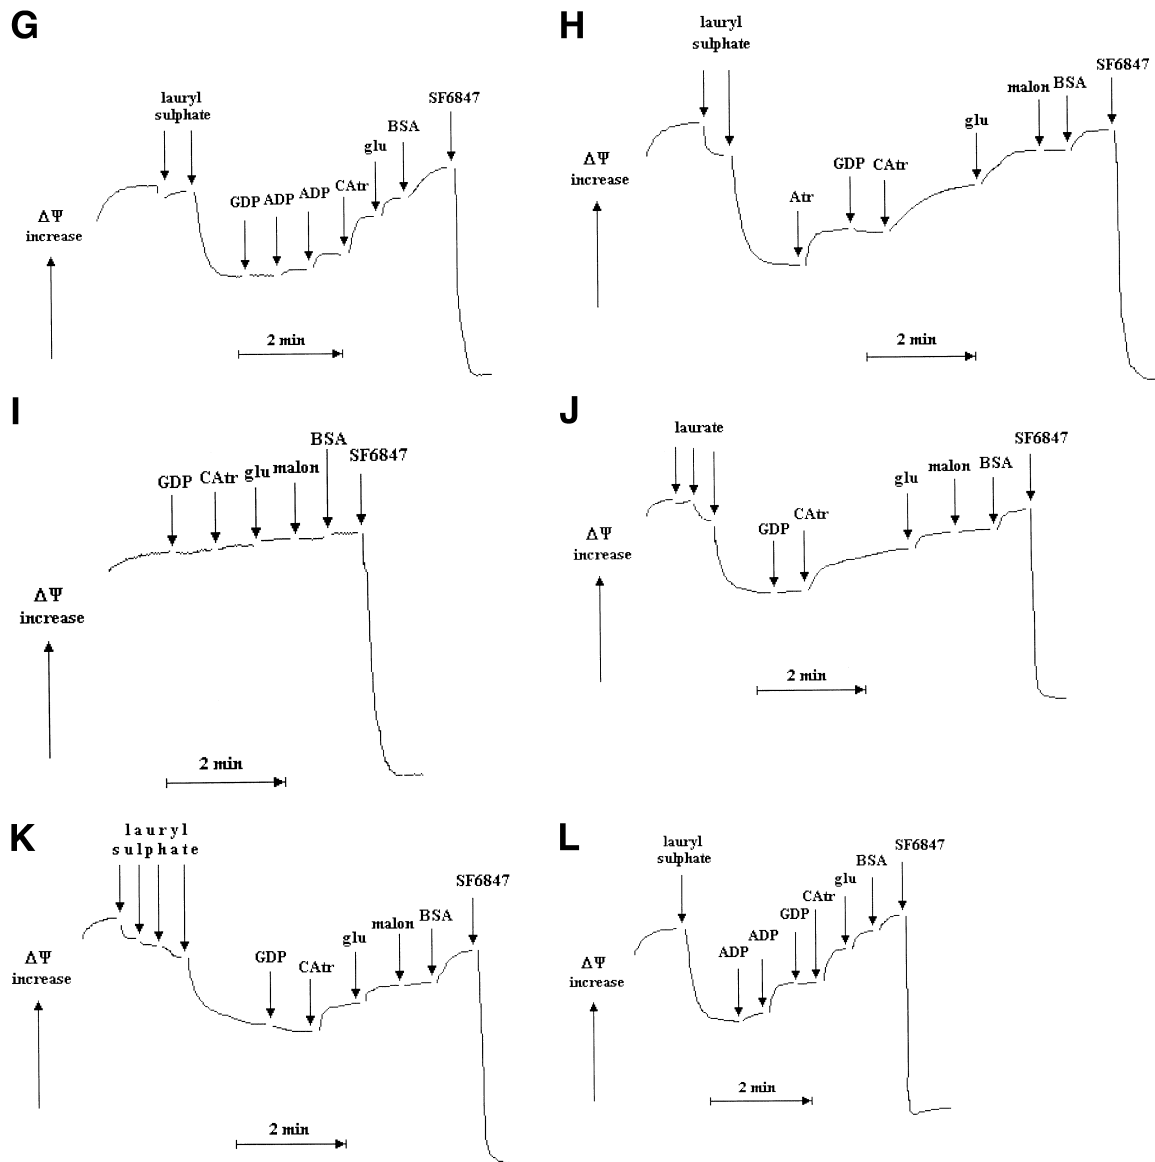 G
lauryl
sulphate
GDP
ADP
ADP
CAtr
glu
BSA
SF6847
ΔΨ
increase
2 min
H
lauryl
sulphate
Atr
GDP
CAtr
glu
malon
BSA
SF6847
ΔΨ
increase
2 min
I
GDP
CAtr
glu
malon
BSA
SF6847
ΔΨ
increase
2 min
J
laurate
GDP
CAtr
glu
malon
BSA
SF6847
ΔΨ
increase
2 min
K
lauryl
sulphate
GDP
CAtr
glu
malon
BSA
SF6847
ΔΨ
increase
2 min
L
lauryl
sulphate
ADP
ADP
GDP
CAtr
glu
BSA
SF6847
ΔΨ
increase
2 min